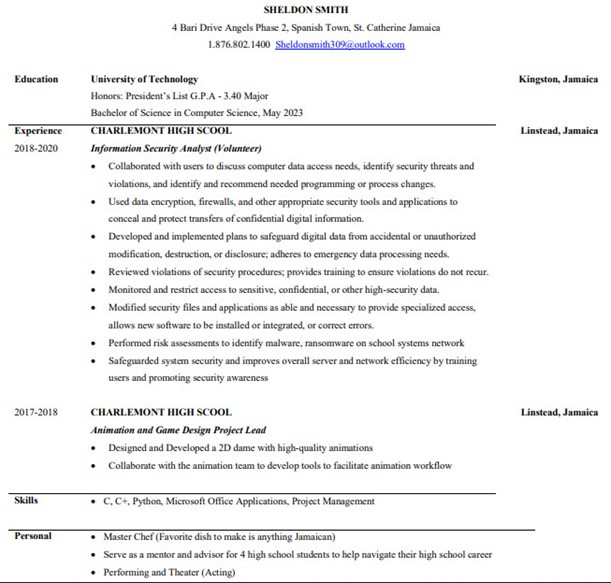 SHELDON SMITH
4 Bari Drive Angels Phase 2, Spanish Town, St. Catherine Jamaica
1.876.802.1400 Sheldonsmith309@outlook.com
Education University of Technology Kingston, Jamaica
Honors: President's List G.P.A - 3.40 Major
Bachelor of Science in Computer Science, May 2023
Experience CHARLEMONT HIGH SCOOL Linstead, Jamaica
2018-2020 Information Security Analyst (Volunteer)
• Collaborated with users to discuss computer data access needs, identify security threats and
violations, and identify and recommend needed programming or process changes.
• Used data encryption, firewalls, and other appropriate security tools and applications to
conceal and protect transfers of confidential digital information.
• Developed and implemented plans to safeguard digital data from accidental or unauthorized
modification, destruction, or disclosure; adheres to emergency data processing needs.
• Reviewed violations of security procedures; provides training to ensure violations do not recur.
• Monitored and restrict access to sensitive, confidential, or other high-security data.
• Modified security files and applications as able and necessary to provide specialized access,
allows new software to be installed or integrated, or correct errors.
• Performed risk assessments to identify malware, ransomware on school systems network
• Safeguarded system security and improves overall server and network efficiency by training
users and promoting security awareness
2017-2018 CHARLEMONT HIGH SCOOL Linstead, Jamaica
Animation and Game Design Project Lead
• Designed and Developed a 2D dame with high-quality animations
• Collaborate with the animation team to develop tools to facilitate animation workflow
Skills • C, C+, Python, Microsoft Office Applications, Project Management
Personal • Master Chef (Favorite dish to make is anything Jamaican)
• Serve as a mentor and advisor for 4 high school students to help navigate their high school career
• Performing and Theater (Acting)